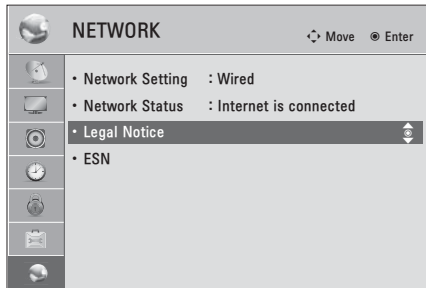 NETWORK
Move Enter
• Network Setting : Wired
• Network Status : Internet is connected
• Legal Notice
• ESN